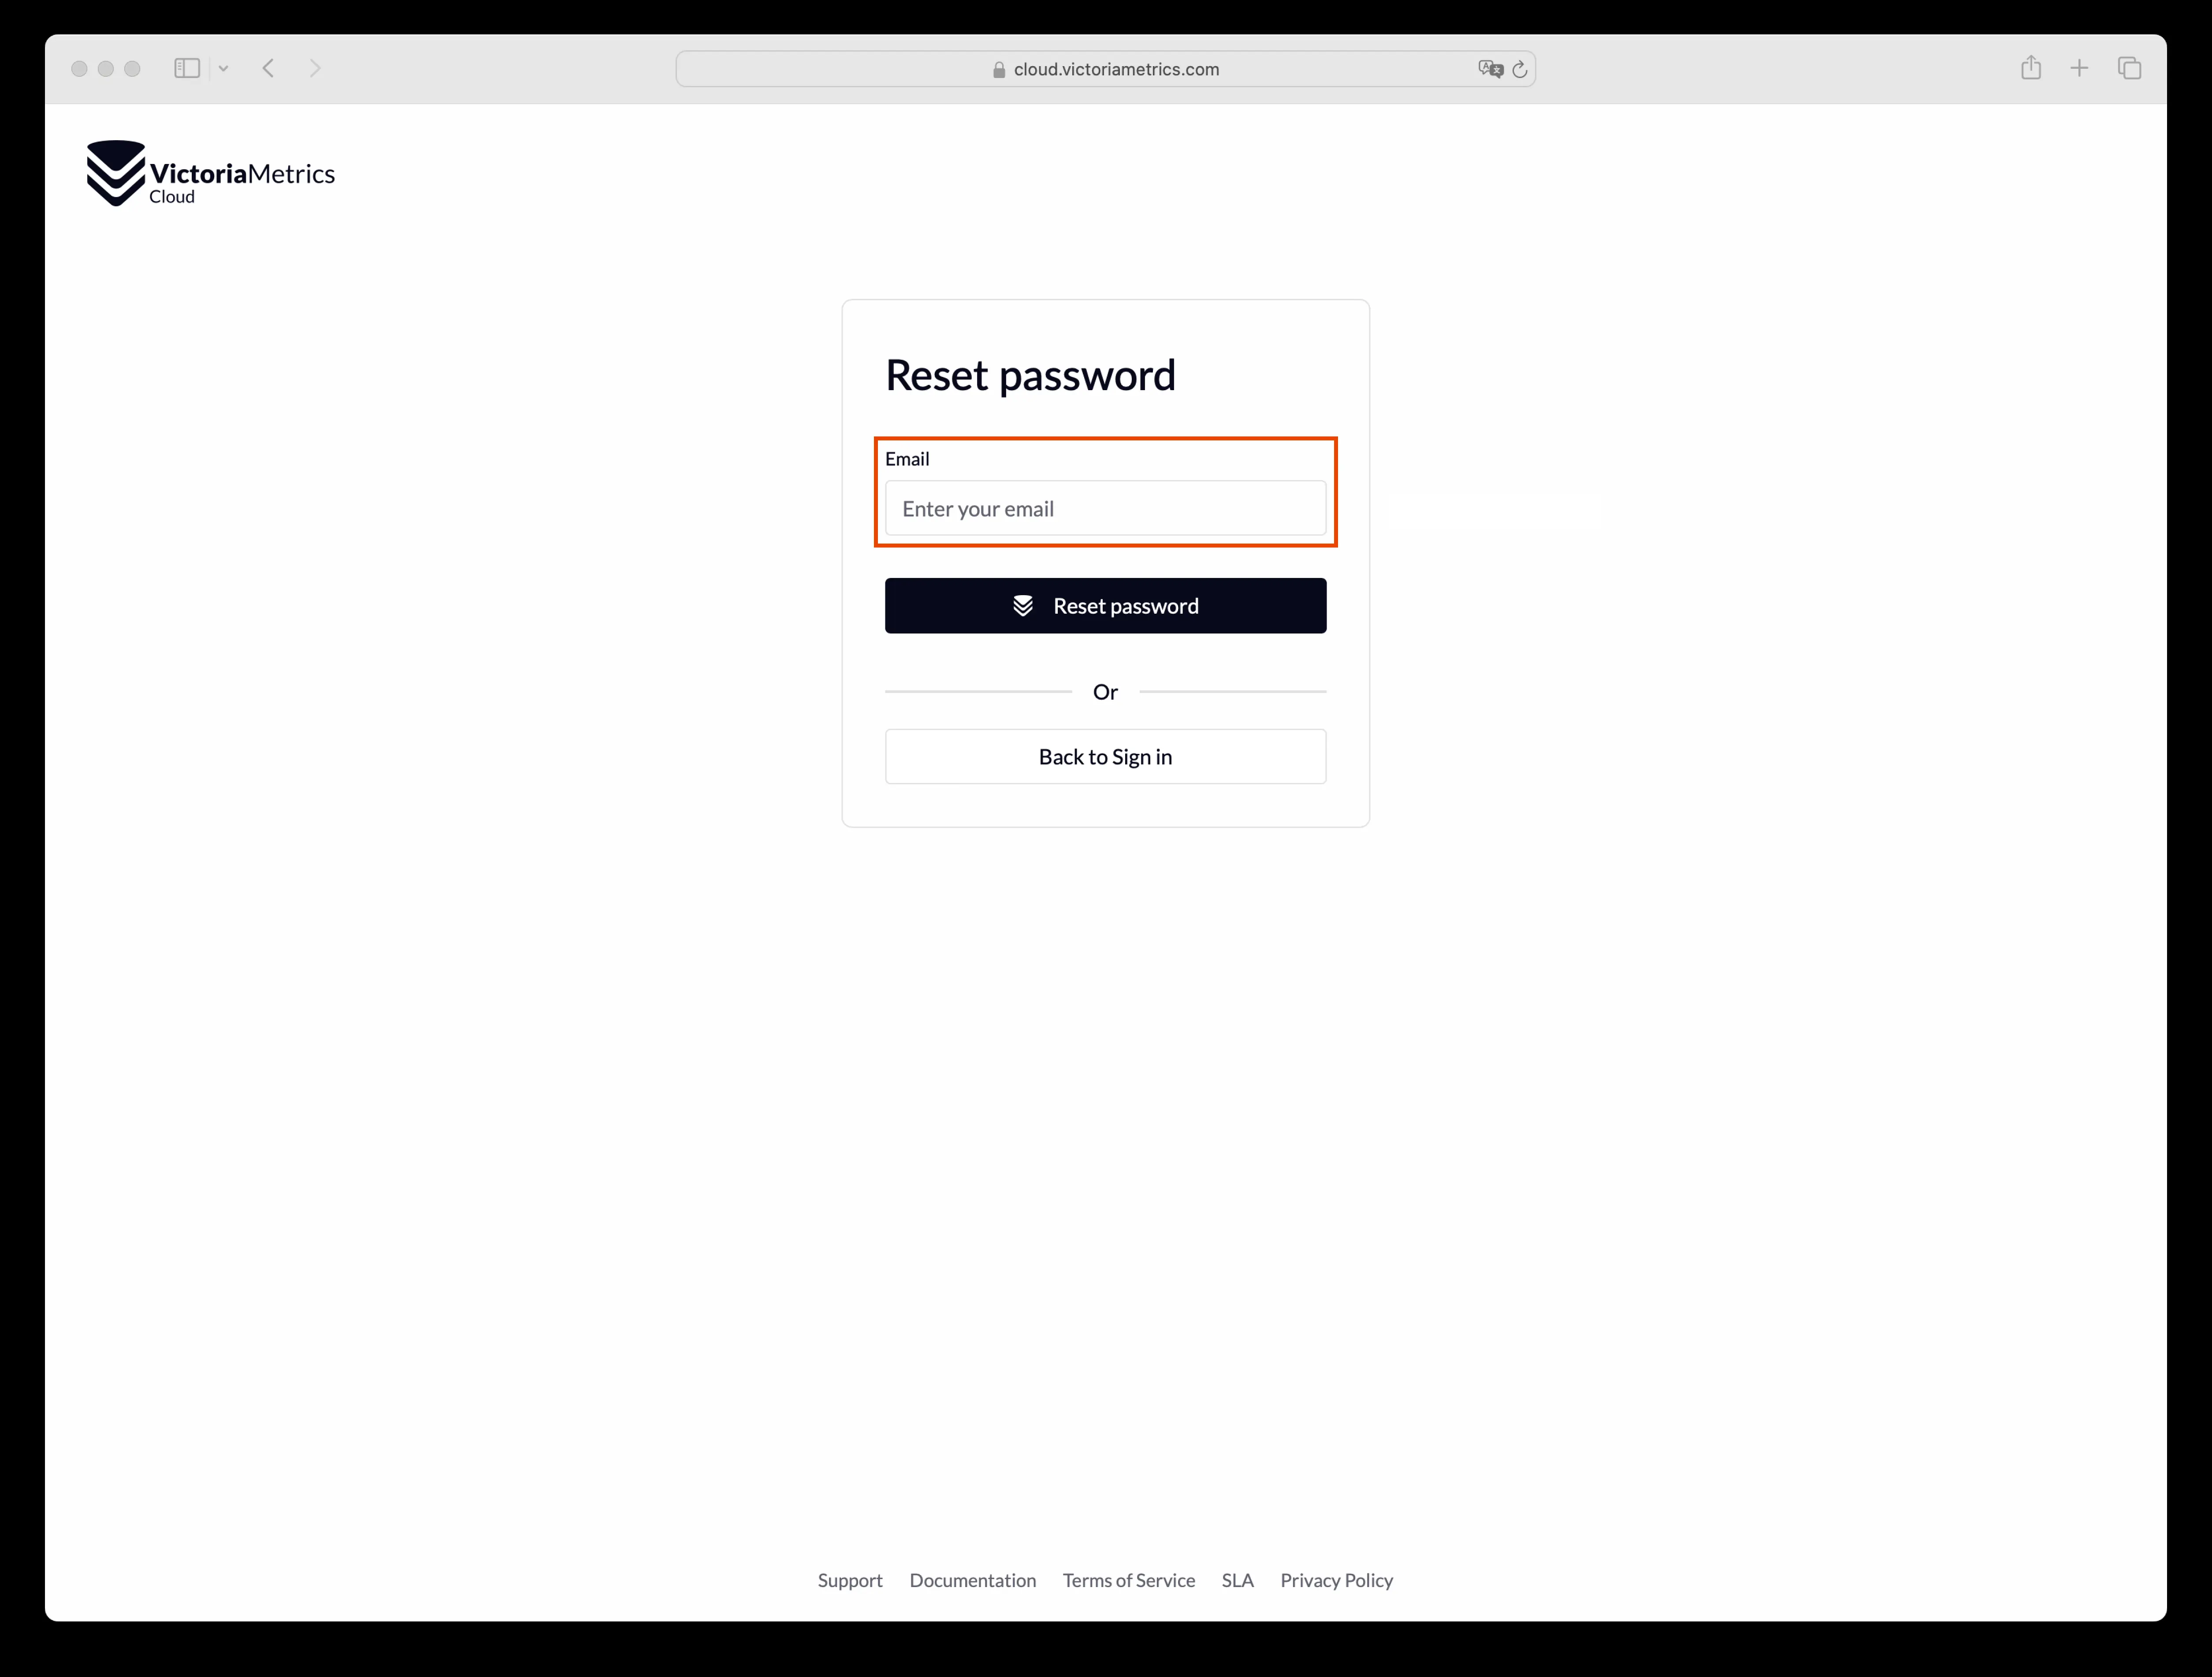 cloud.victoriametrics.com
VictoriaMetrics
Cloud
Reset password
Email
Enter your email
Reset password
Or
Back to Sign in
Support Documentation Terms of Service SLA Privacy Policy